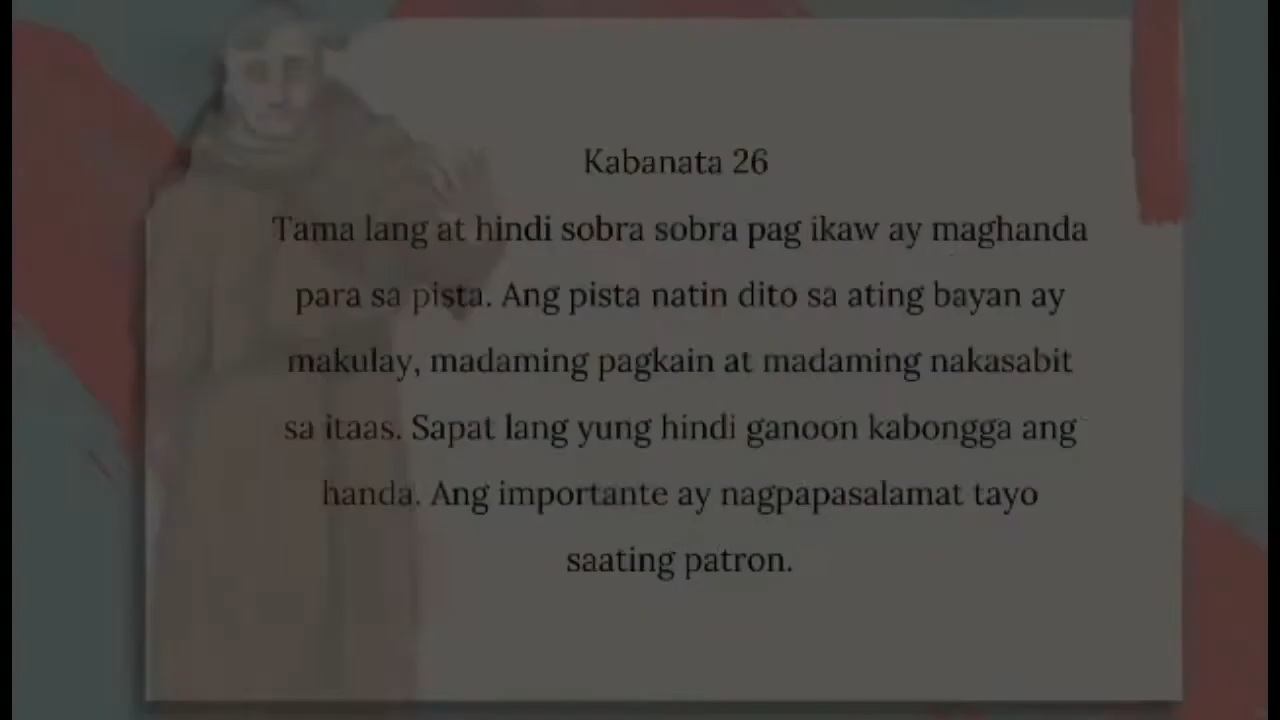 Kabanata 26
Tama lang at hindi sobra sobra pag ikaw ay maghanda
para sa pista. Ang pista natin dito sa ating bayan ay
makulay, madaming pagkain at madaming nakasabit
sa itaas. Sapat lang yung hindi ganoon kabongga ang
handa. Ang importante ay nagpapasalamat tayo
saating patron.